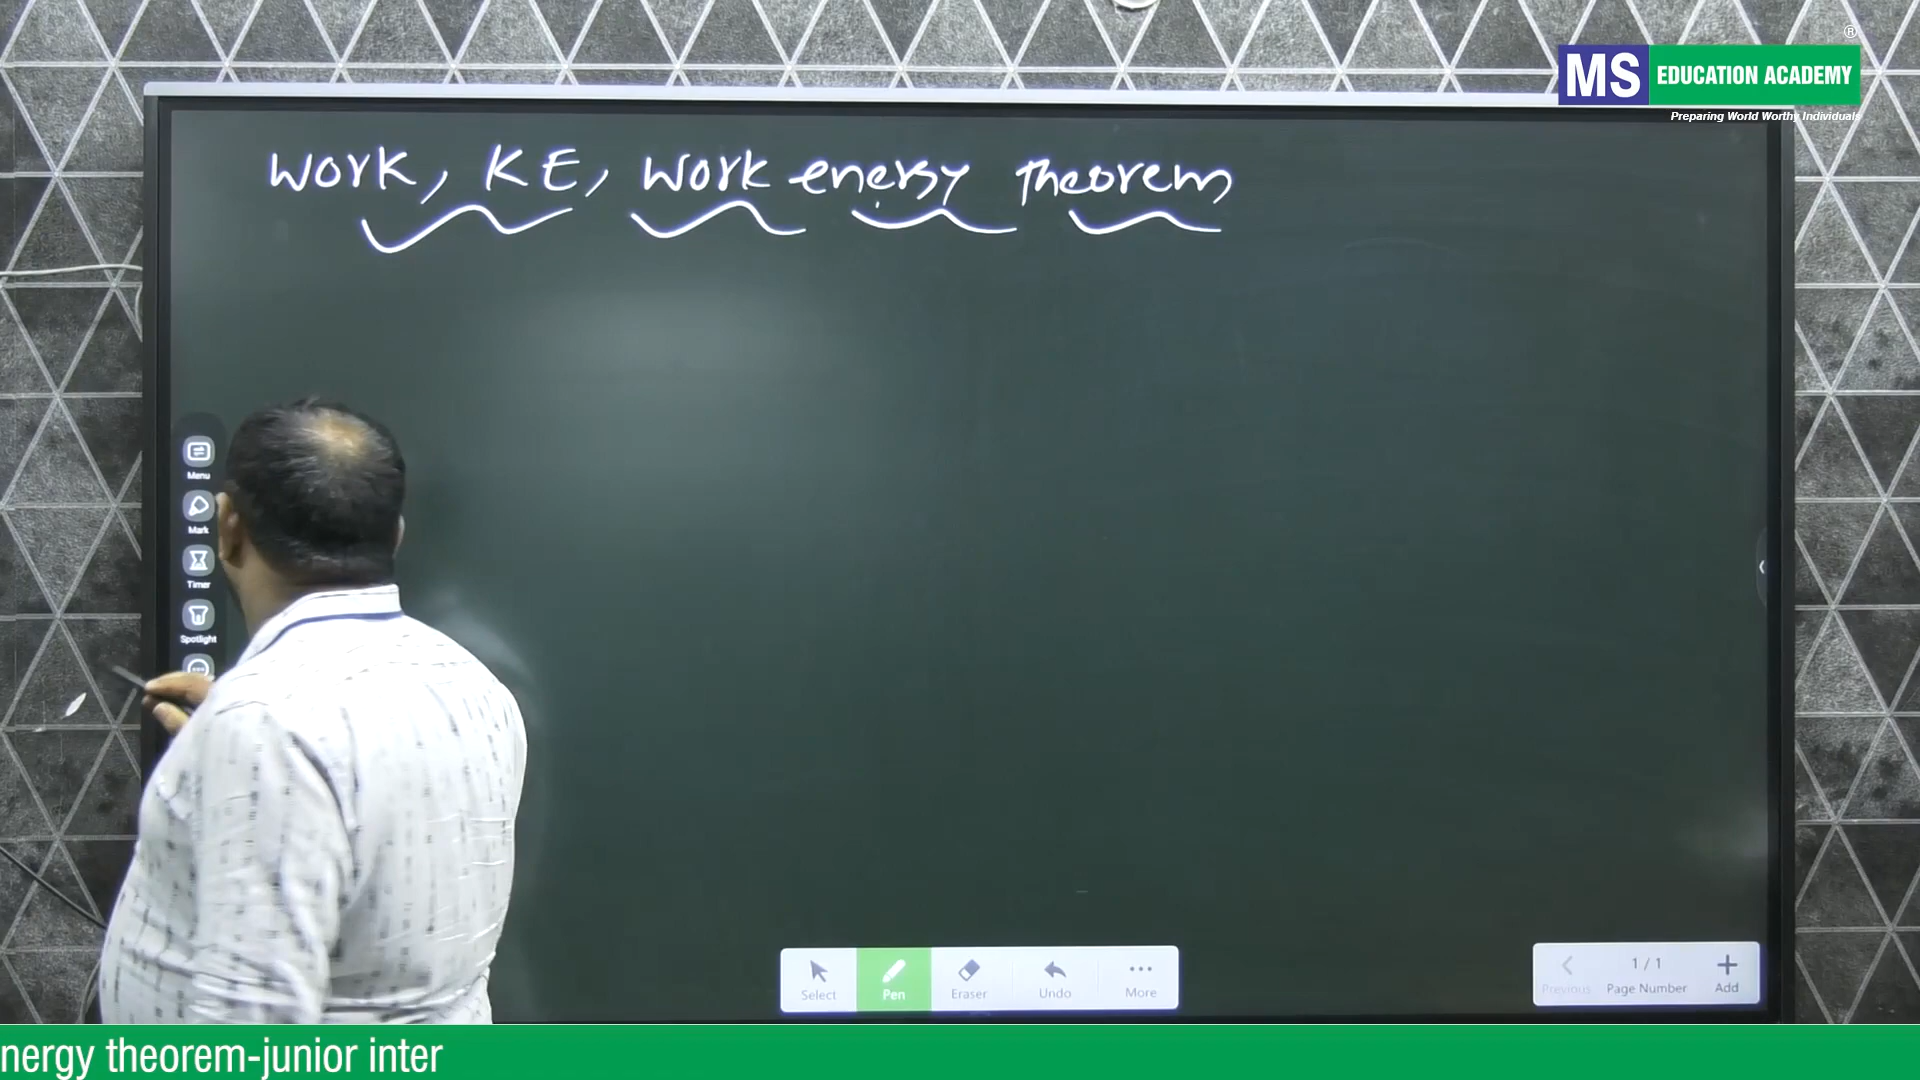 ®
MS EDUCATION ACADEMY
Preparing World Worthy Individuals
Work, KE, Work energy Theorem
Menu
Mark
Timer
Spotlight
Select
Pen
Eraser
Undo
More
1 / 1
Previous
Page Number
Add
nergy theorem-junior inter